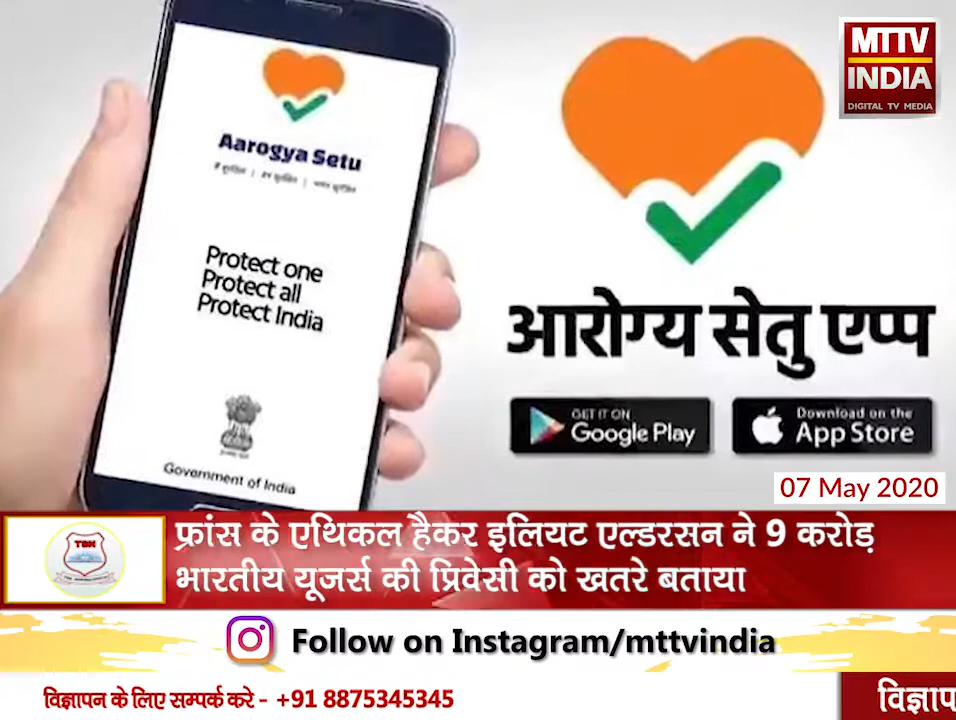 MTTV
INDIA
DIGITAL TV MEDIA
Aarogya Setu
Protect one
Protect all
Protect India
Government of India
आरोग्य सेतु एप्प
GET IT ON
Google Play
Download on the
App Store
07 May 2020
TSH
फ्रांस के एथिकल हैकर इलियट एल्डरसन ने 9 करोड़
भारतीय यूजर्स की प्रिवेसी को खतरे बताया
Follow on Instagram/mttvindia
विज्ञापन के लिए सम्पर्क करे - +91 8875345345
विज्ञाप